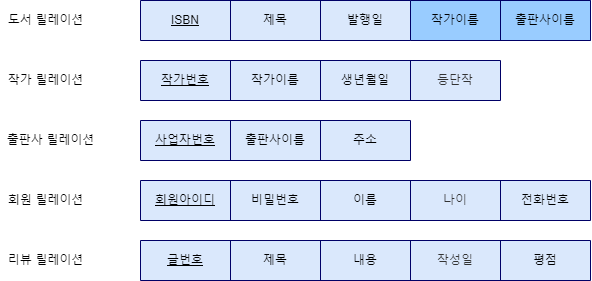 도서 릴레이션 ISBN 제목 발행일 작가이름 출판사이름
작가 릴레이션 작가번호 작가이름 생년월일 등단작
출판사 릴레이션 사업자번호 출판사이름 주소
회원 릴레이션 회원아이디 비밀번호 이름 나이 전화번호
리뷰 릴레이션 글번호 제목 내용 작성일 평점